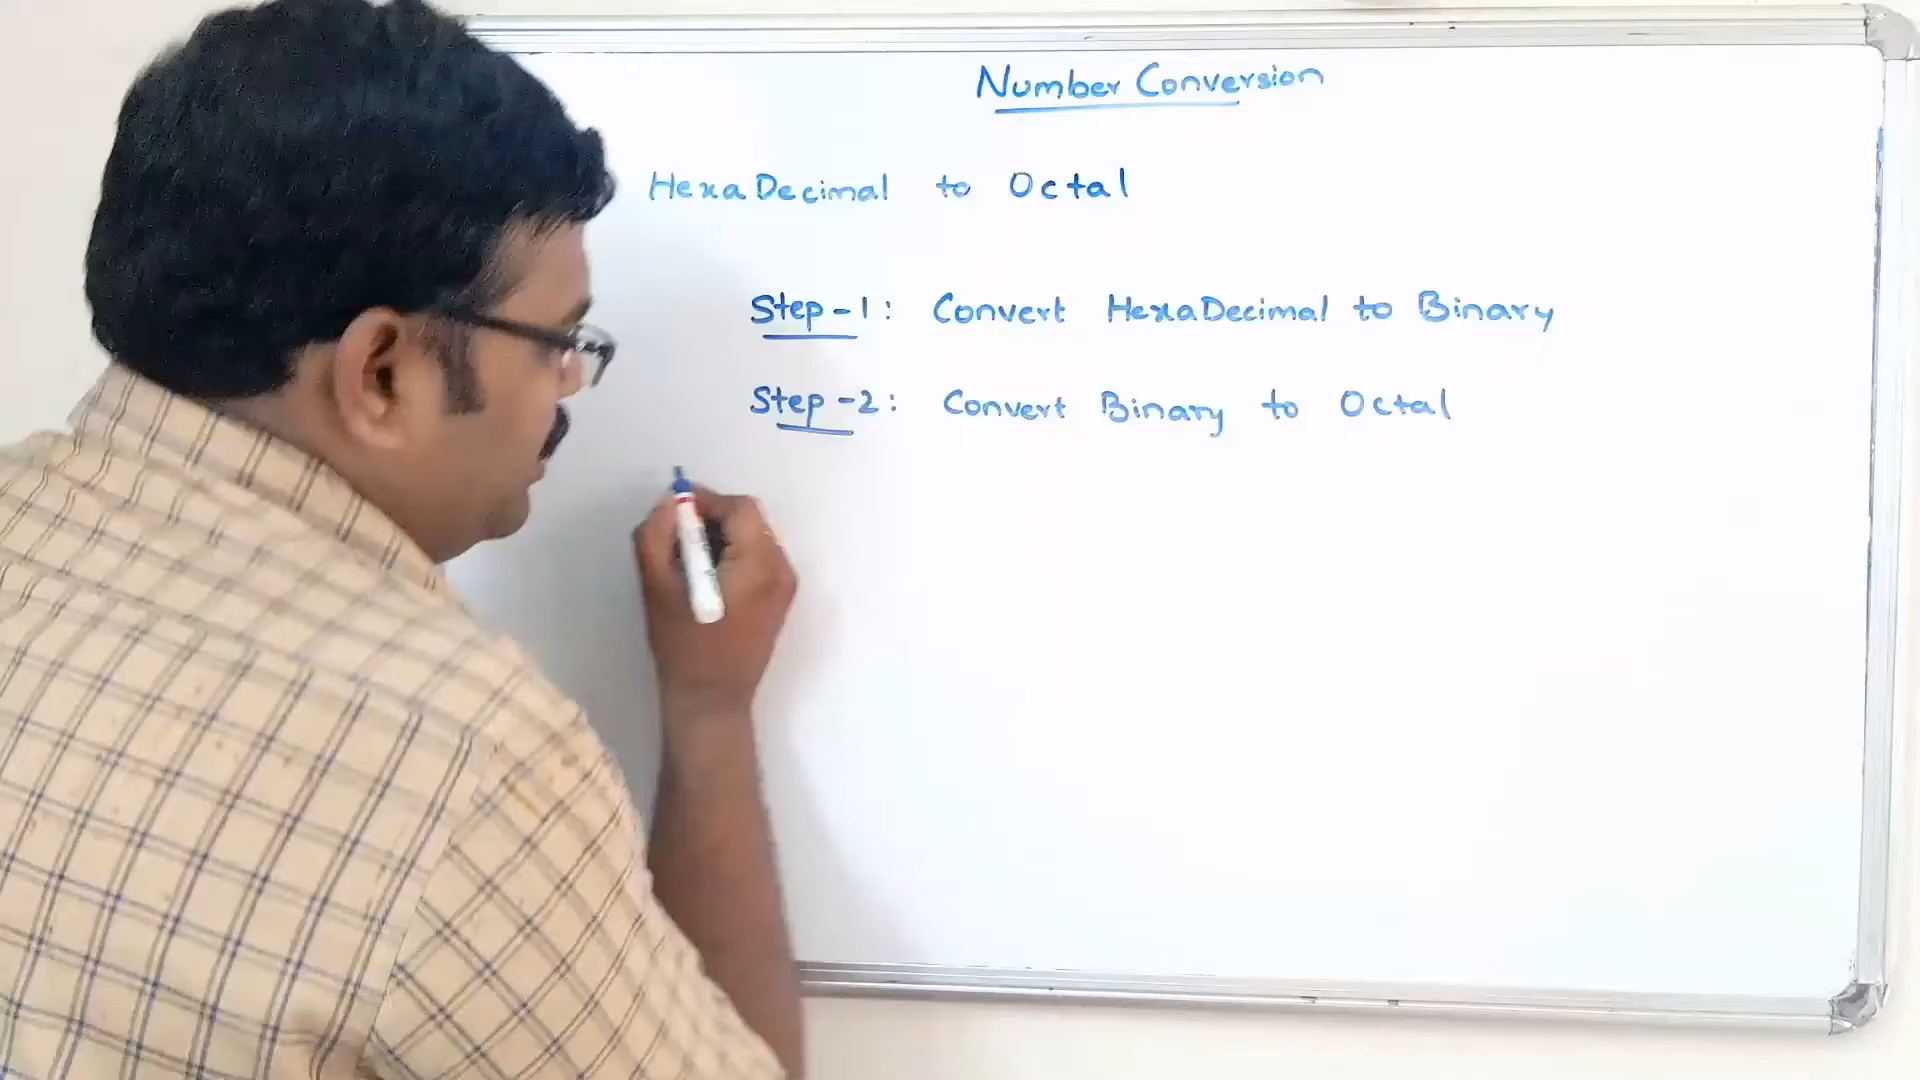 Number Conversion
HexaDecimal to Octal
Step-1: Convert HexaDecimal to Binary
Step-2: Convert Binary to Octal